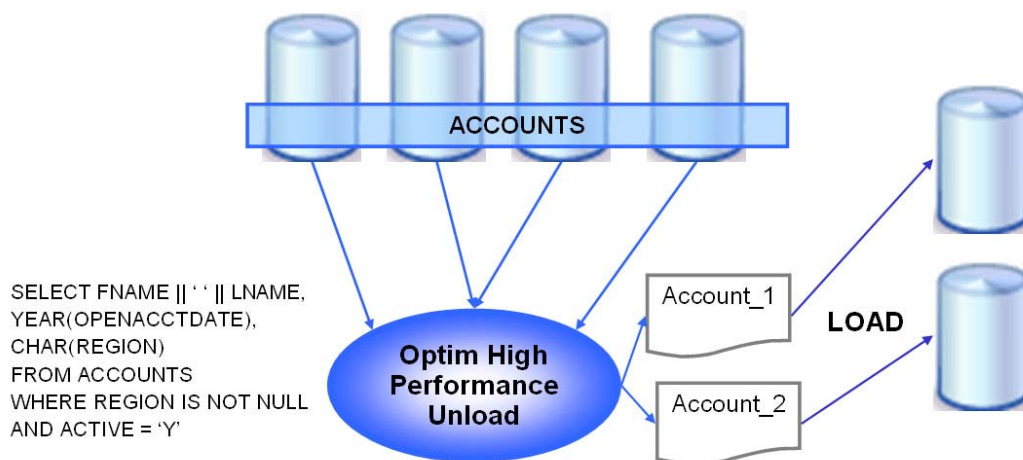 ACCOUNTS
SELECT FNAME || ‘ ‘ || LNAME,
YEAR(OPENACCTDATE),
CHAR(REGION)
FROM ACCOUNTS
WHERE REGION IS NOT NULL
AND ACTIVE = ‘Y’
Optim High
Performance
Unload
Account_1
Account_2
LOAD